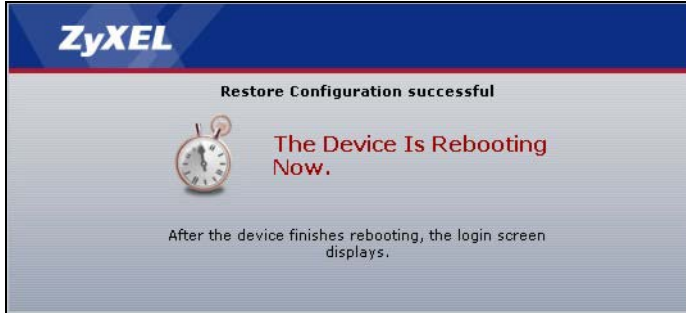 ZyXEL
Restore Configuration successful
The Device Is Rebooting
Now.
After the device finishes rebooting, the login screen
displays.